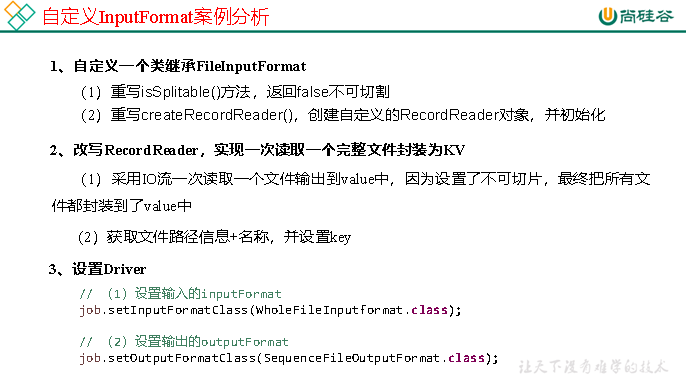 自定义InputFormat案例分析
尚硅谷
1、自定义一个类继承FileInputFormat
（1）重写isSplitable()方法，返回false不可切割
（2）重写createRecordReader()，创建自定义的RecordReader对象，并初始化
2、改写RecordReader，实现一次读取一个完整文件封装为KV
（1）采用IO流一次读取一个文件输出到value中，因为设置了不可切片，最终把所有文
件都封装到了value中
（2）获取文件路径信息+名称，并设置key
3、设置Driver
// （1）设置输入的inputFormat
job.setInputFormatClass(WholeFileInputformat.class);
// （2）设置输出的outputFormat
job.setOutputFormatClass(SequenceFileOutputFormat.class);
让天下没有难学的技术